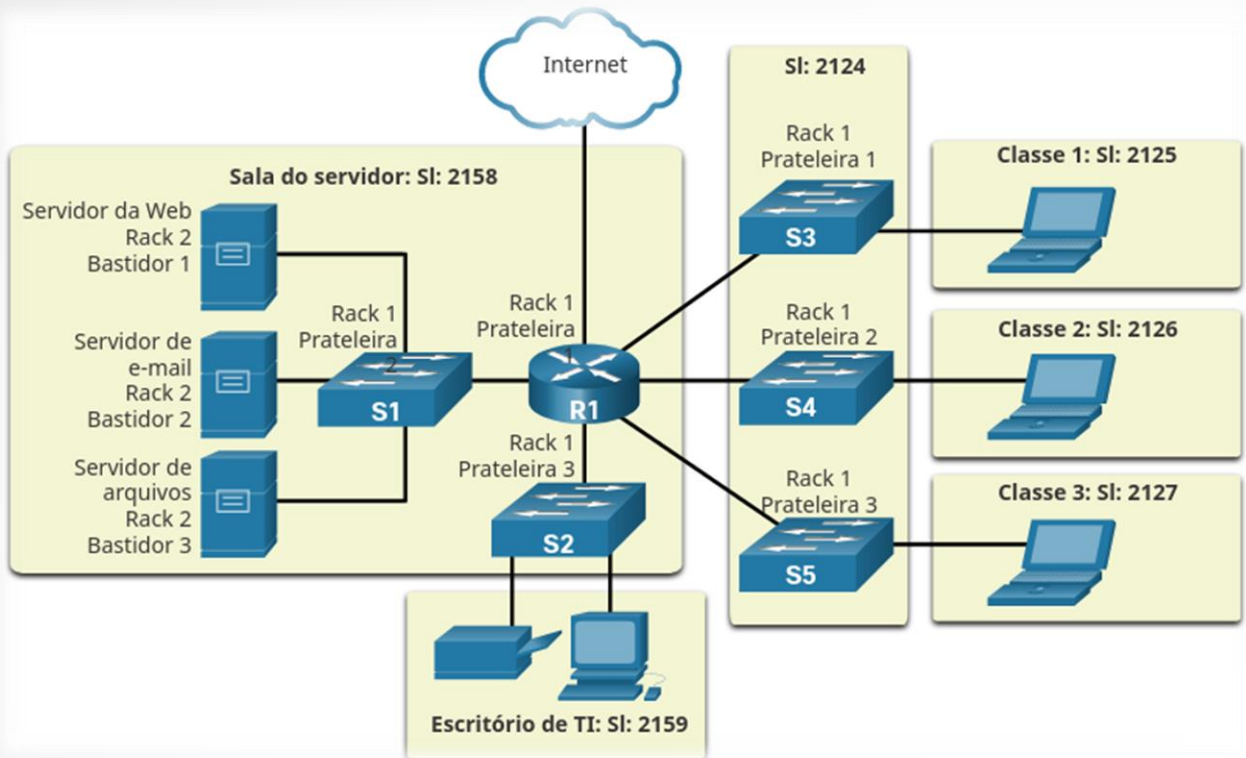 Internet
Sala do servidor: Sl: 2158
Servidor da Web
Rack 2
Bastidor 1
Servidor de
e-mail
Rack 2
Bastidor 2
Servidor de
arquivos
Rack 2
Bastidor 3
Rack 1
Prateleira
2
S1
Rack 1
Prateleira
1
R1
Rack 1
Prateleira 3
S2
Escritório de TI: Sl: 2159
Sl: 2124
Rack 1
Prateleira 1
S3
Rack 1
Prateleira 2
S4
Rack 1
Prateleira 3
S5
Classe 1: Sl: 2125
Classe 2: Sl: 2126
Classe 3: Sl: 2127